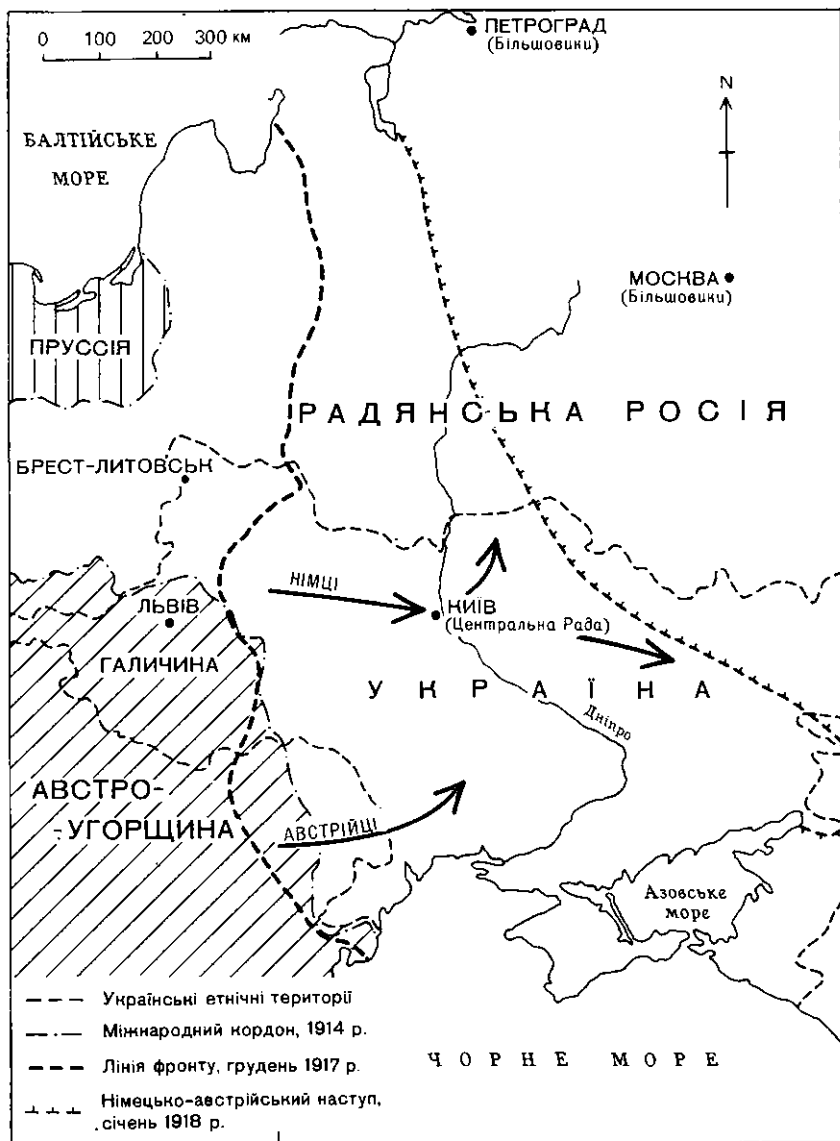 0 100 200 300 км
ПЕТРОГРАД
(Більшовики)
N
БАЛТІЙСЬКЕ
МОРЕ
МОСКВА
(Більшовики)
ПРУССІЯ
РАДЯНСЬКА РОСІЯ
БРЕСТ-ЛИТОВСЬК
НІМЦІ
КИЇВ
(Центральна Рада)
ЛЬВІВ
ГАЛИЧИНА
УКРАЇНА
Дніпро
АВСТРО-
-УГОРЩИНА
АВСТРІЙЦІ
Азовське
море
Українські етнічні території
Міжнародний кордон, 1914 р.
Лінія фронту, грудень 1917 р.
ЧОРНЕ МОРЕ
Німецько-австрійський наступ,
січень 1918 р.